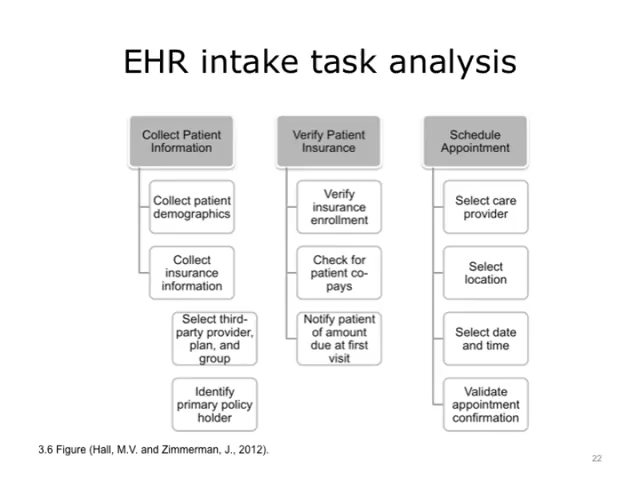 EHR intake task analysis
Collect Patient
Information
Collect patient
demographics
Collect
insurance
information
Select third-
party provider,
plan, and
group
Identify
primary policy
holder
Verify Patient
Insurance
Verify
insurance
enrollment
Check for
patient co-
pays
Notify patient
of amount
due at first
visit
Schedule
Appointment
Select care
provider
Select
location
Select date
and time
Validate
appointment
confirmation
3.6 Figure (Hall, M.V. and Zimmerman, J., 2012).
22